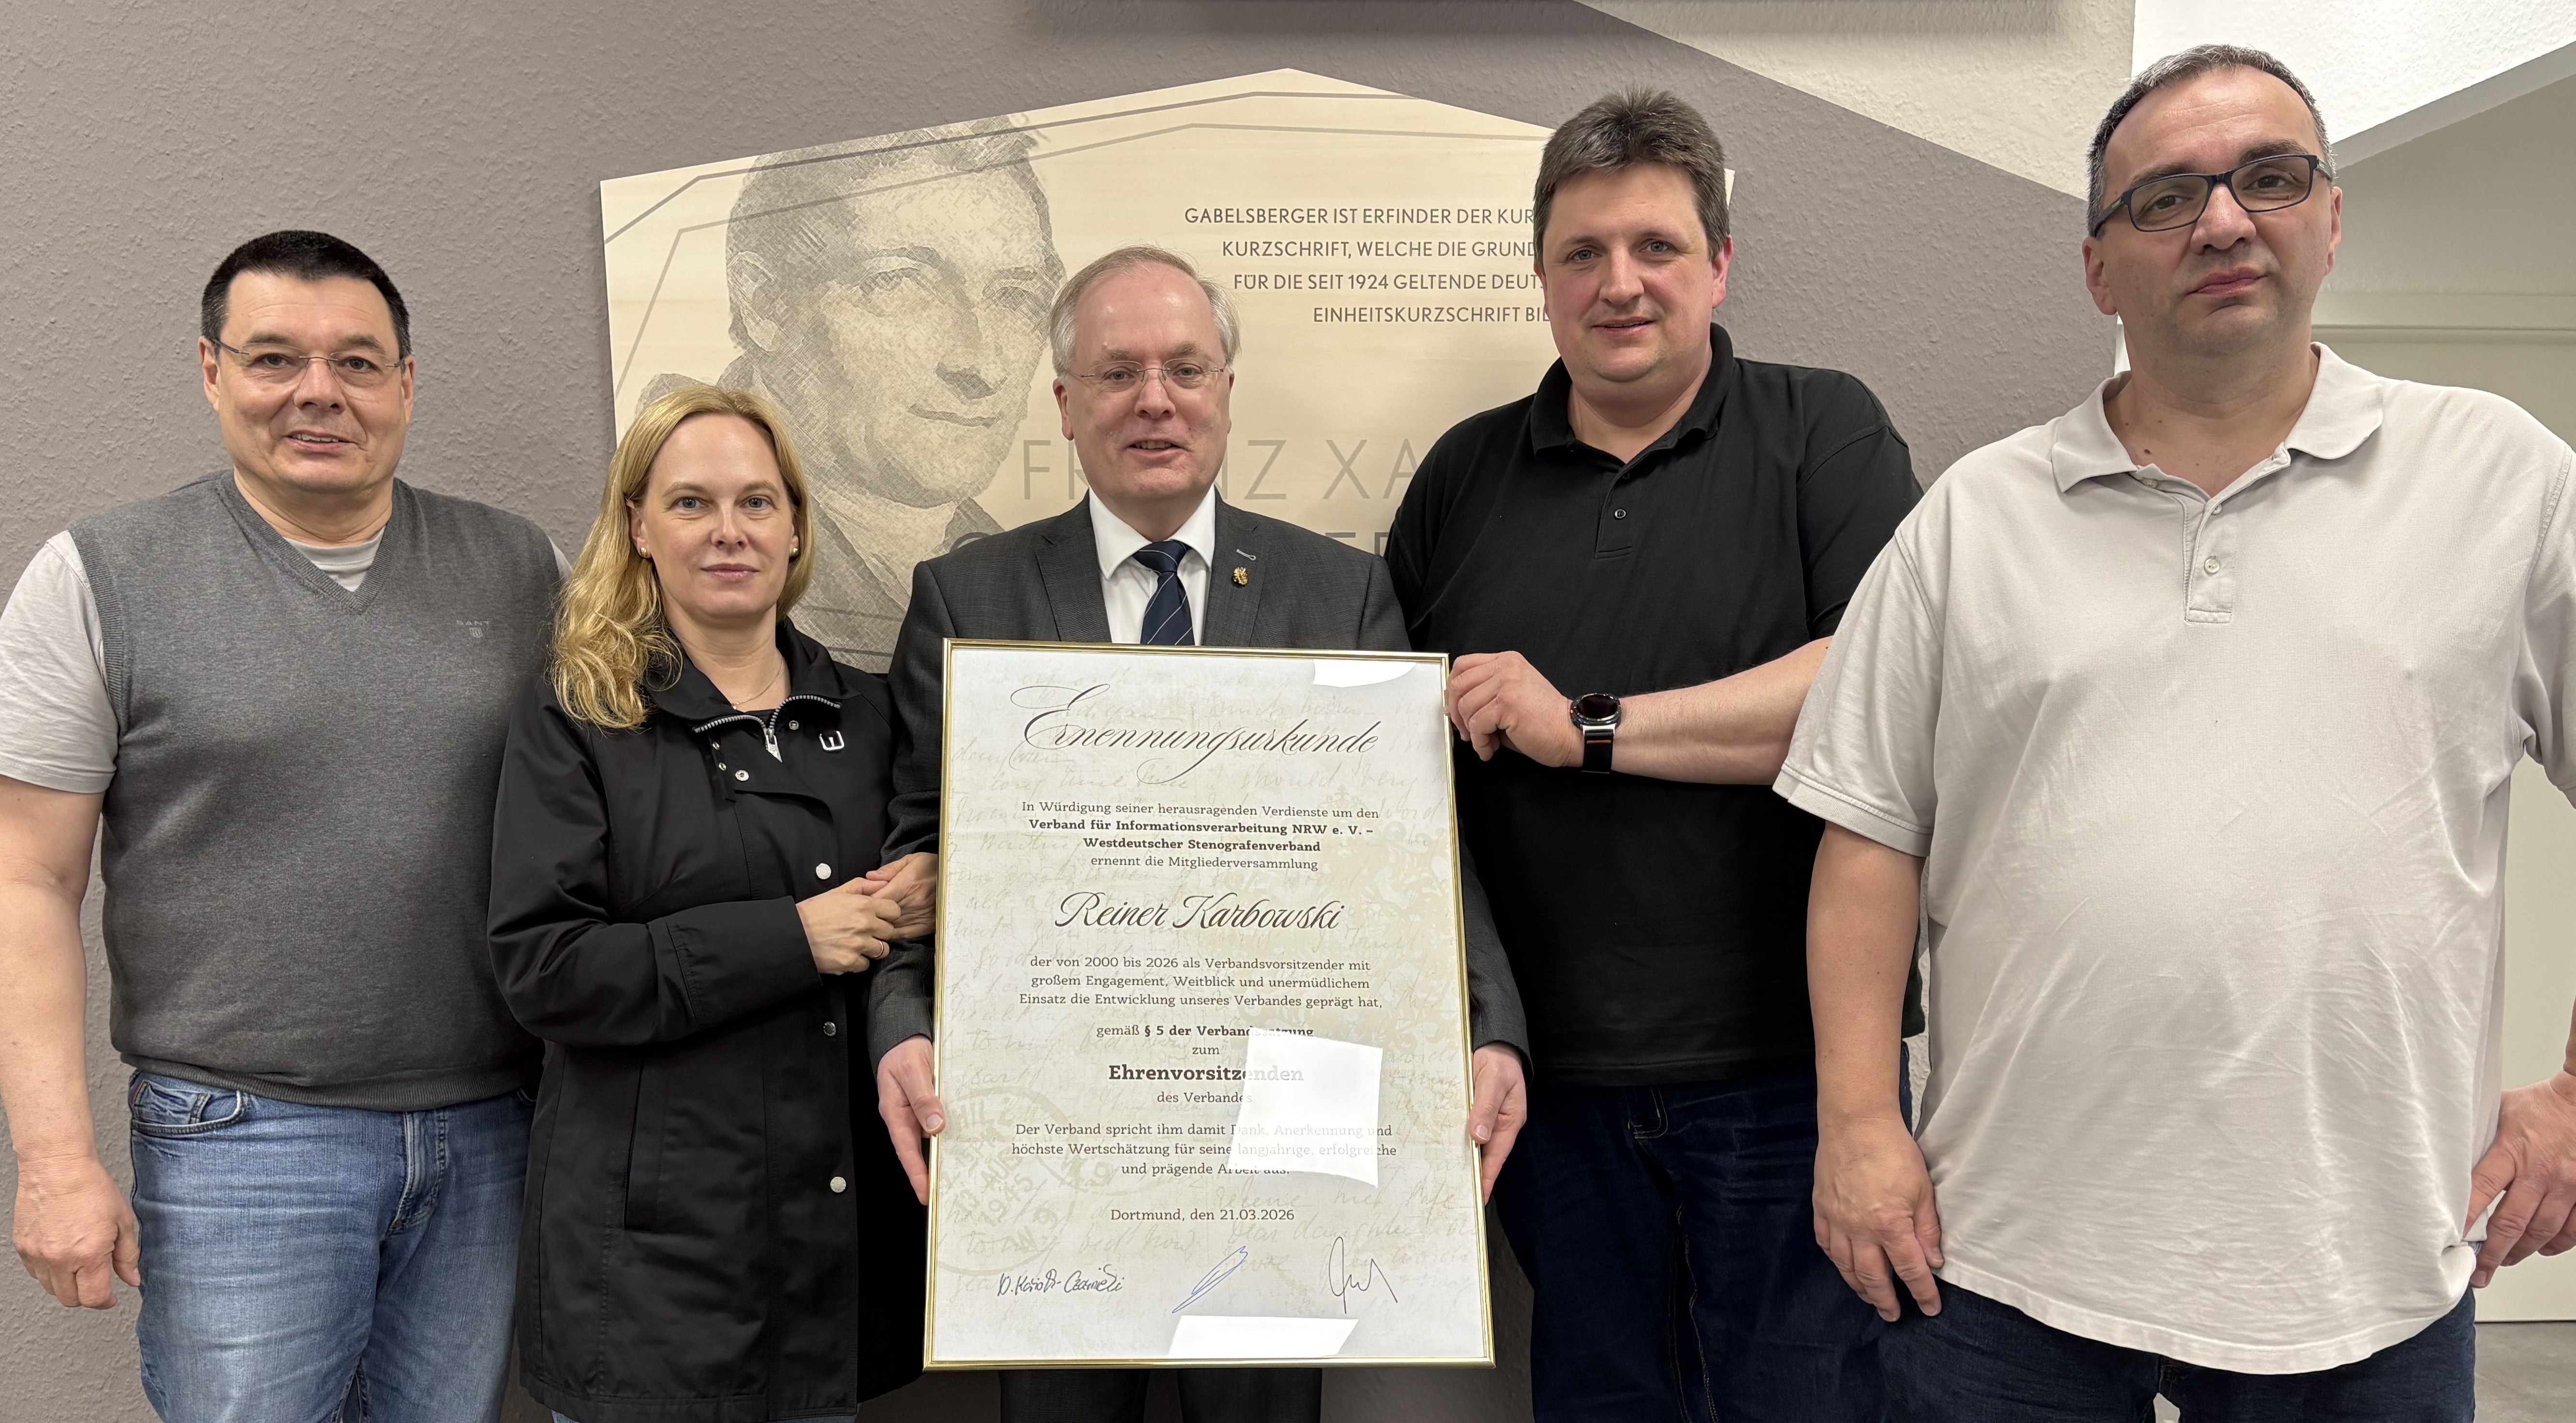 GABELSBERGER IST ERFINDER DER KUR
KURZSCHRIFT, WELCHE DIE GRUND
FÜR DIE SEIT 1924 GELTENDE DEUT
EINHEITSKURZSCHRIFT BIL
FR NZ XA
GANT
Ernennungsurkunde
In Würdigung seiner herausragenden Verdienste um den
Verband für Informationsverarbeitung NRW e. V. –
Westdeutscher Stenografenverband
ernennt die Mitgliederversammlung
Reiner Karbowski
der von 2000 bis 2026 als Verbandsvorsitzender mit
großem Engagement, Weitblick und unermüdlichem
Einsatz die Entwicklung unseres Verbandes geprägt hat,
gemäß § 5 der Verbandssatzung
zum
Ehrenvorsitzenden
des Verbandes
Der Verband spricht ihm damit Dank, Anerkennung und
höchste Wertschätzung für seine langjährige, erfolgreiche
und prägende Arbeit aus.
Dortmund, den 21.03.2026